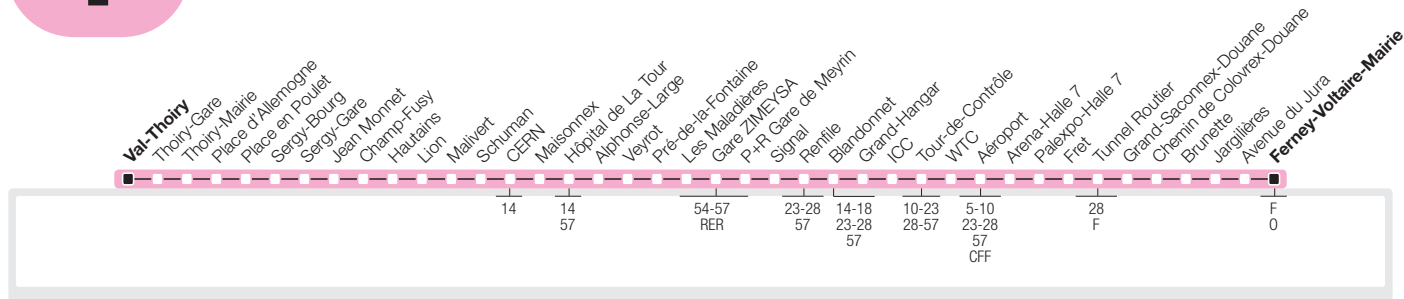 Val-Thoiry
Thoiry-Gare
Thoiry-Mairie
Place d'Allemogne
Place en Poulet
Sergy-Bourg
Sergy-Gare
Jean Monnet
Champ-Fusy
Hautains
Lion
Malivert
Schuman
CERN
Maisonnex
Hôpital de La Tour
Alphonse-Large
Veyrot
Pré-de-la-Fontaine
Les Maladières
Gare ZIMEYSA
P+R Gare de Meyrin
Signal
Renfile
Blandonnet
Grand-Hangar
ICC
Tour-de-Contrôle
WTC
Aéroport
Arena-Halle 7
Palexpo-Halle 7
Fret
Tunnel Routier
Grand-Saconnex-Douane
Chemin de Colovrex-Douane
Brunette
Jargilières
Avenue du Jura
Ferney-Voltaire-Mairie
14
14
57
54-57
RER
23-28
57
14-18
23-28
57
10-23
28-57
5-10
23-28
57
CFF
28
F
F
O